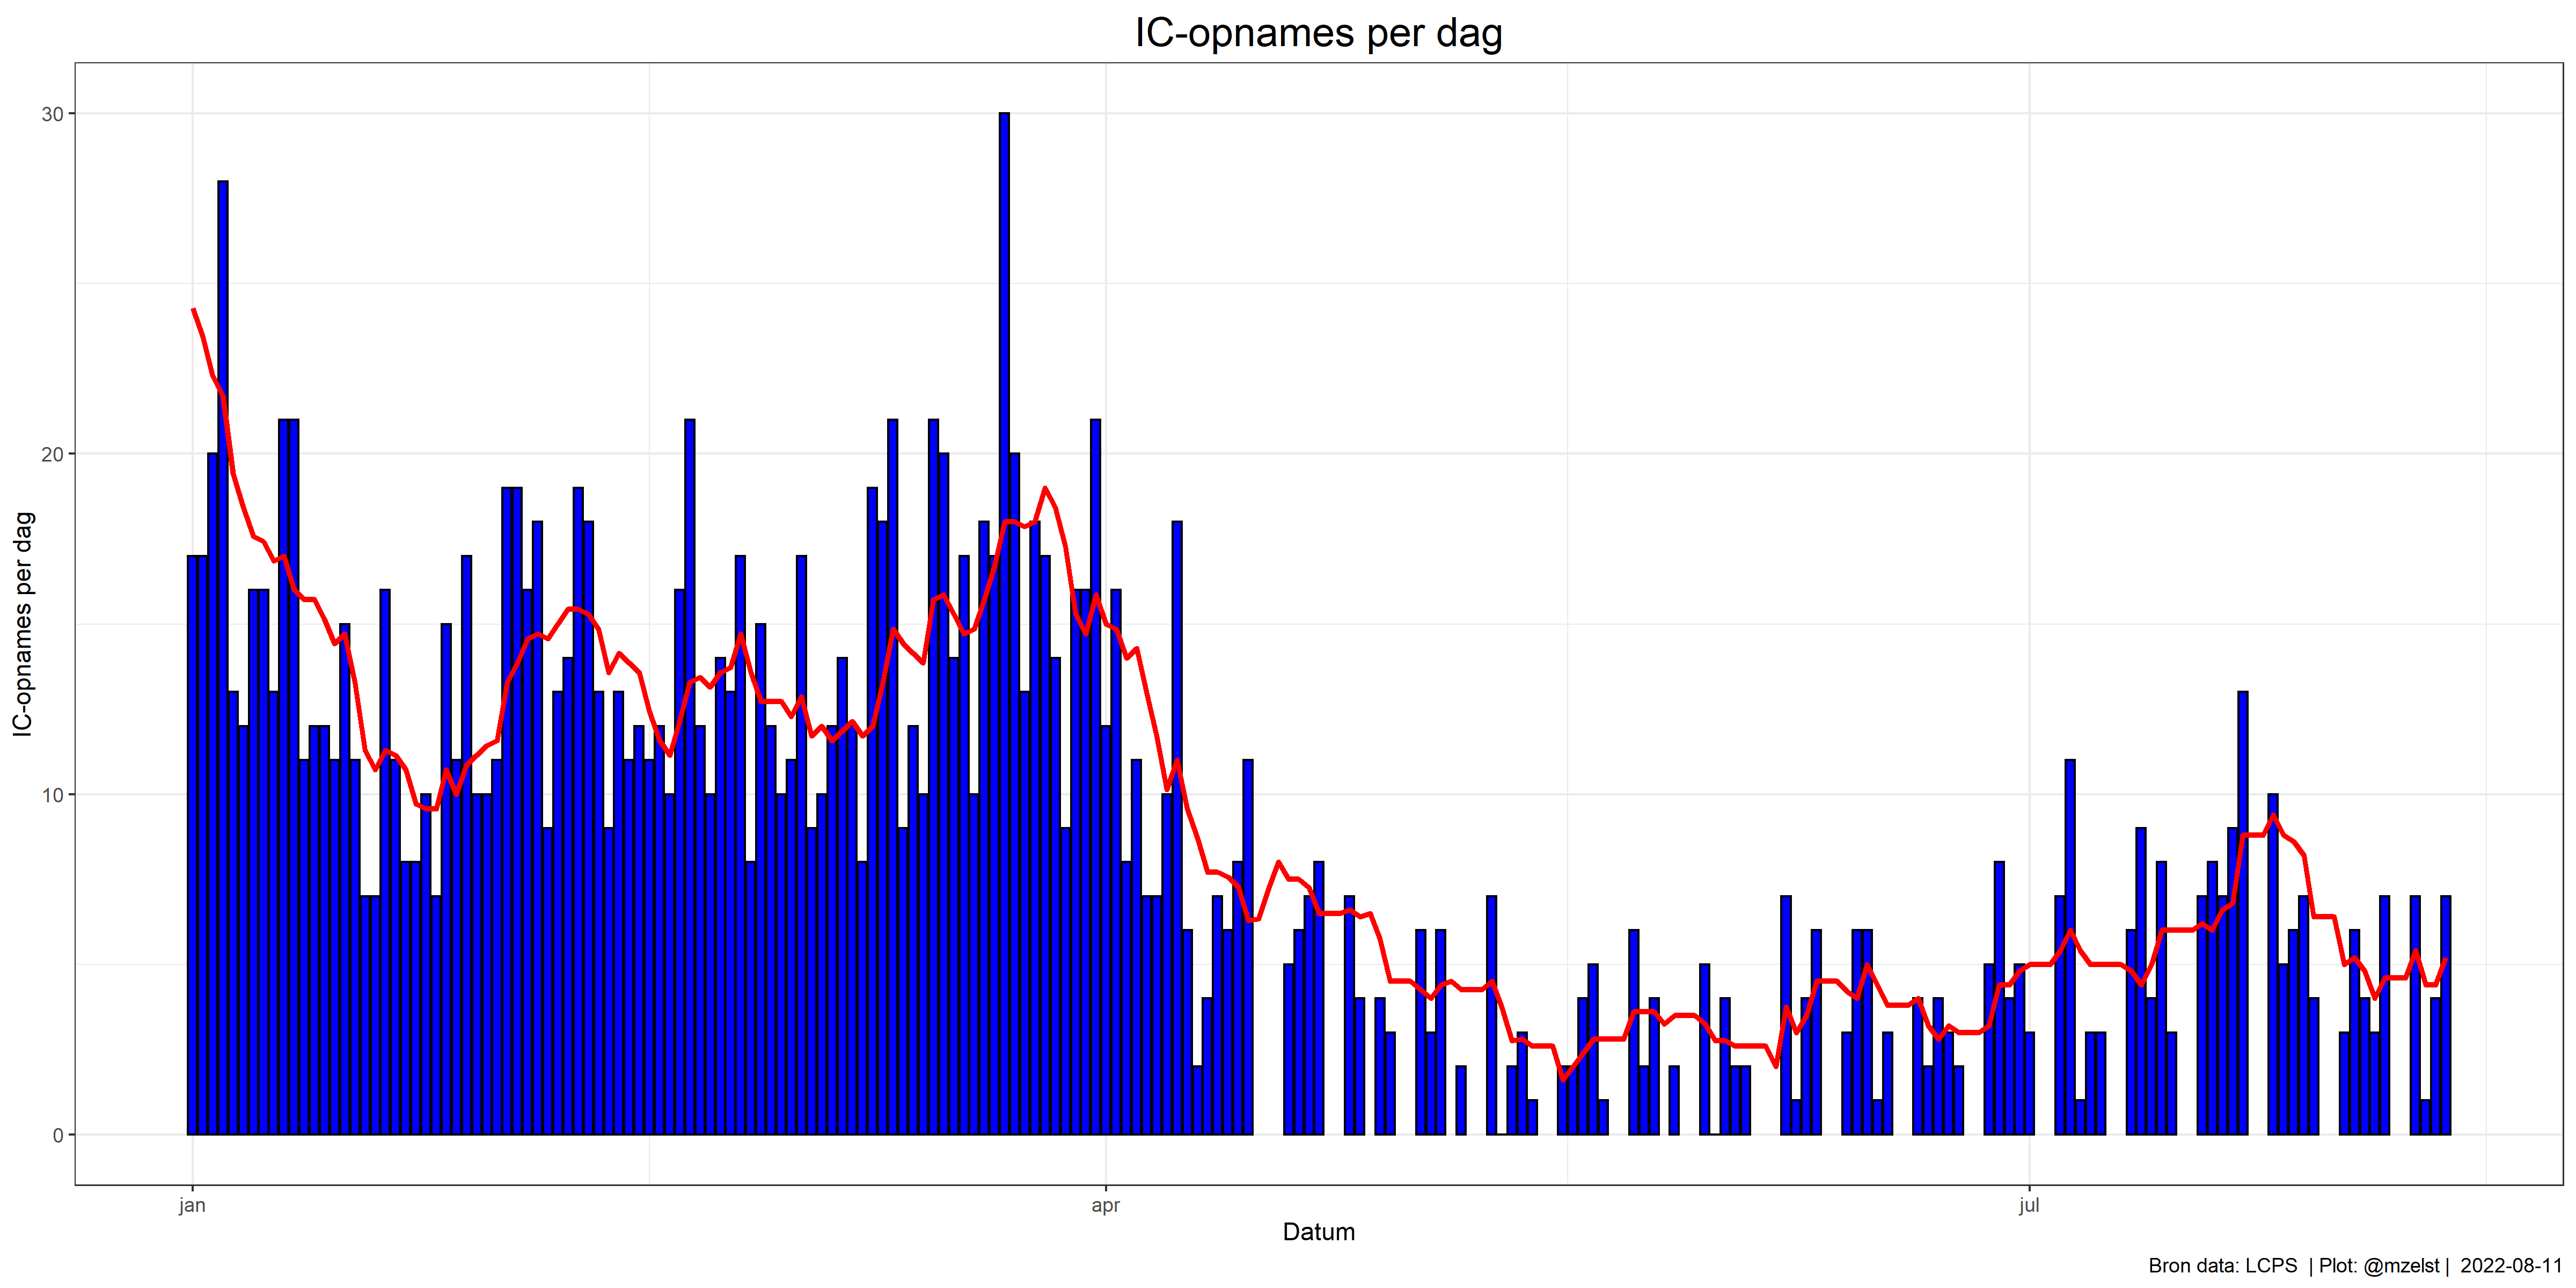 IC-opnames per dag
IC-opnames per dag
30
20
10
0
jan
apr
jul
Datum
Bron data: LCPS | Plot: @mzelst | 2022-08-11